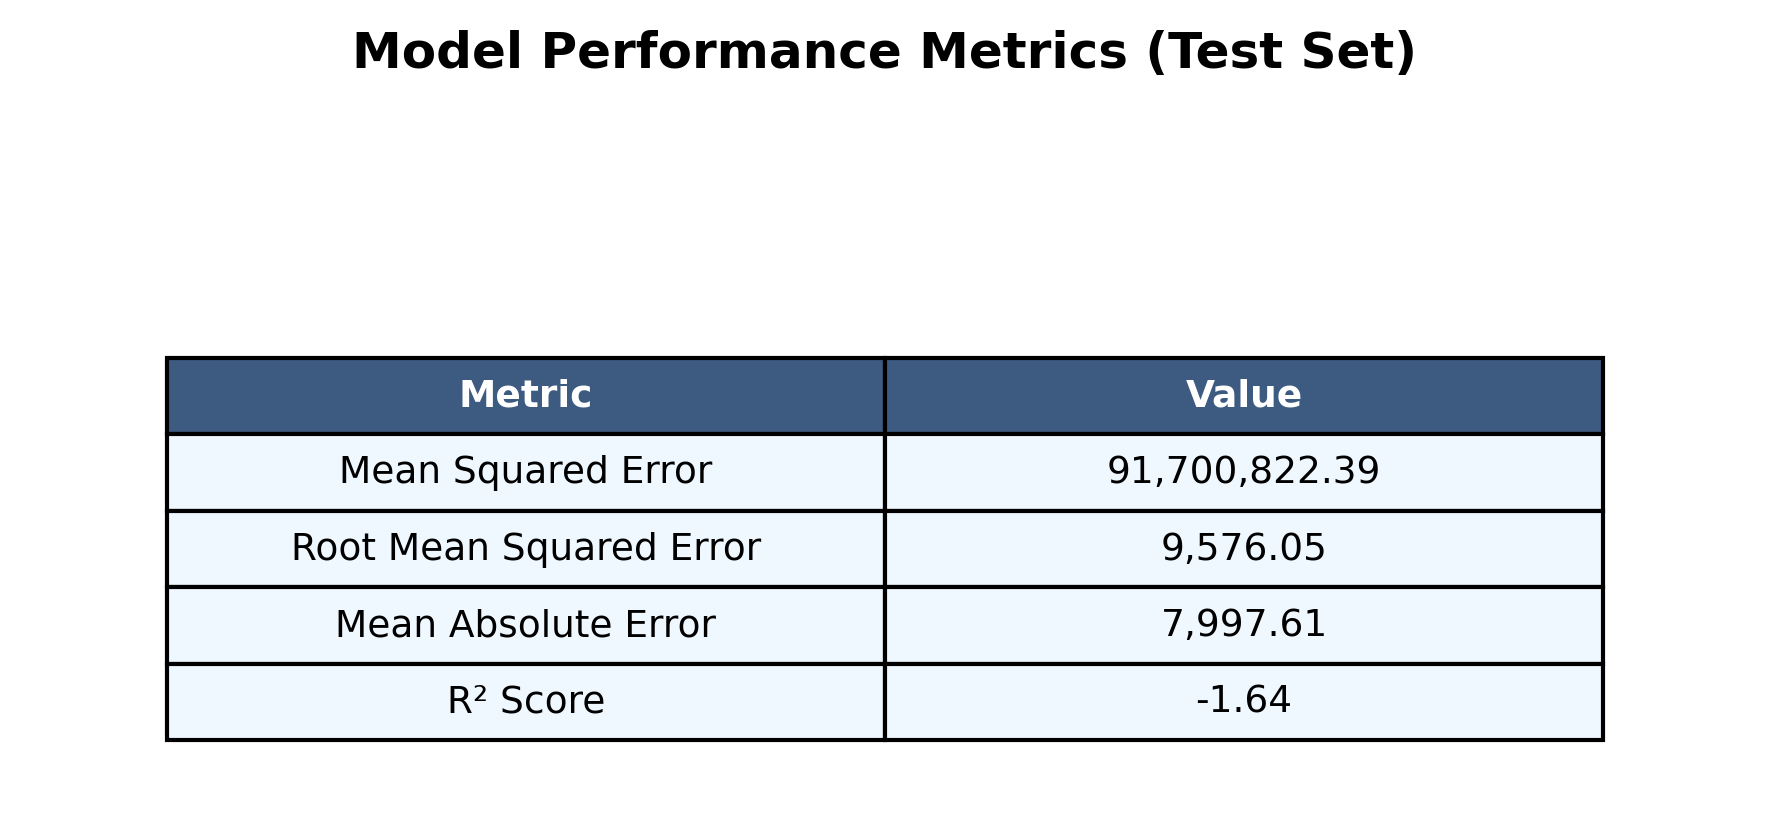 Model Performance Metrics (Test Set)
Metric Value
Mean Squared Error 91,700,822.39
Root Mean Squared Error 9,576.05
Mean Absolute Error 7,997.61
R² Score -1.64